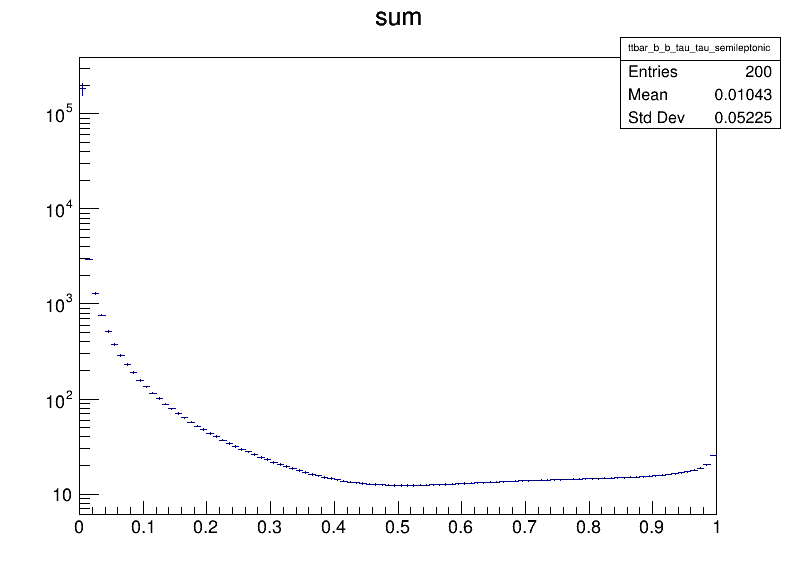 sum
ttbar_b_b_tau_tau_semileptonic
Entries 200
Mean 0.01043
Std Dev 0.05225
10^5
10^4
10^3
10^2
10
0 0.1 0.2 0.3 0.4 0.5 0.6 0.7 0.8 0.9 1